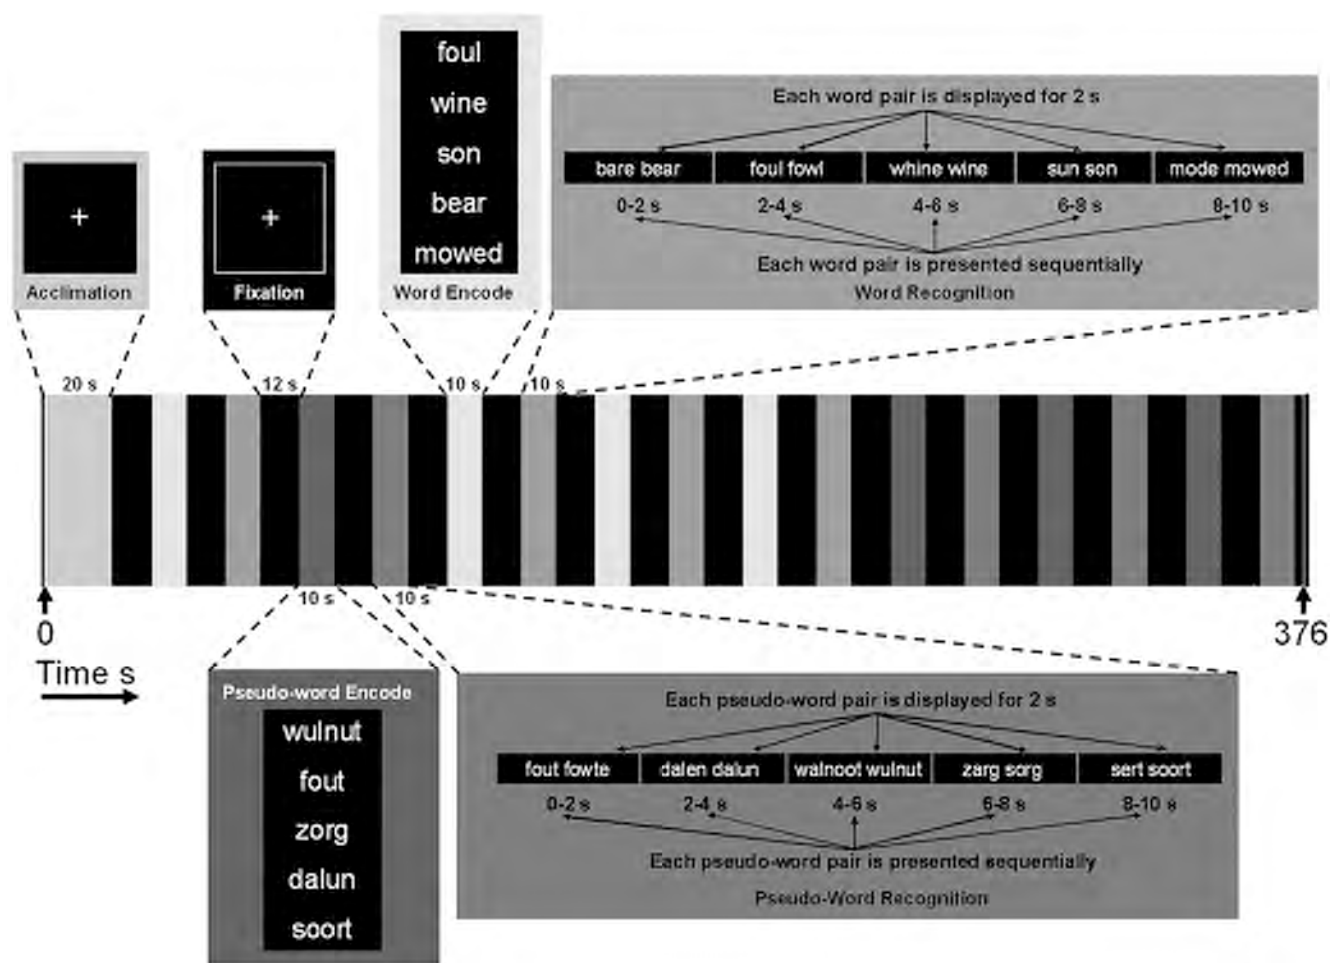 foul
wine
son
bear
mowed
Word Encode
+
Acclimation
+
Fixation
Each word pair is displayed for 2 s
bare bear foul fowl whine wine sun son mode mowed
0-2 s 2-4 s 4-6 s 6-8 s 8-10 s
Each word pair is presented sequentially
Word Recognition
20 s 12 s 10 s 10 s
10 s 10 s
0 376
Time s
Pseudo-word Encode
wulnut
fout
zorg
dalun
soort
Each pseudo-word pair is displayed for 2 s
fout fowte dalen dalun walnoot wulnut zarg sorg sert soort
0-2 s 2-4 s 4-6 s 6-8 s 8-10 s
Each pseudo-word pair is presented sequentially
Pseudo-Word Recognition